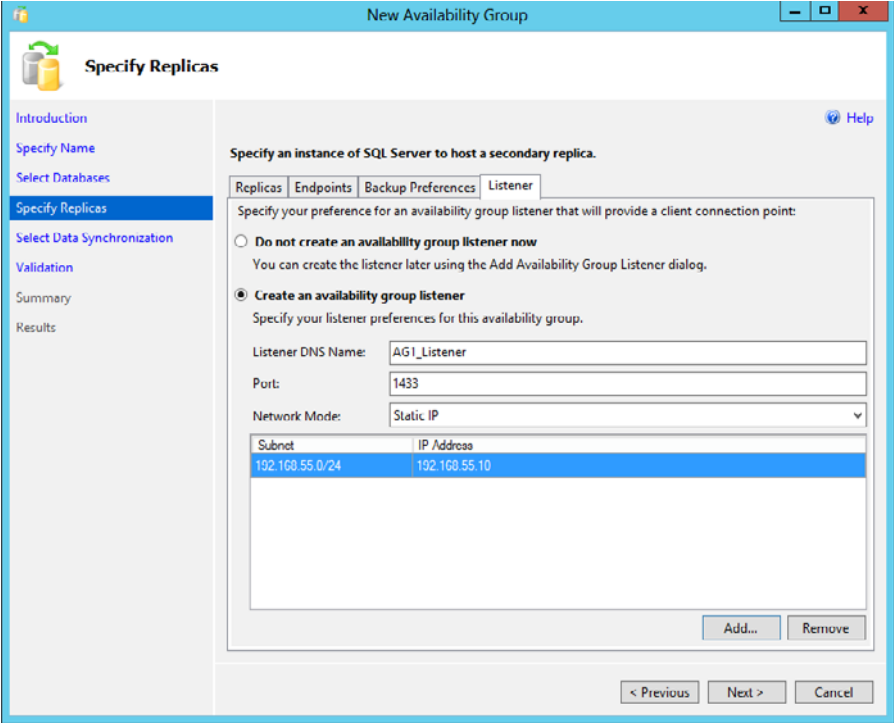 New Availability Group
Specify Replicas
Introduction
Specify Name
Select Databases
Specify Replicas
Select Data Synchronization
Validation
Summary
Results
Help
Specify an instance of SQL Server to host a secondary replica.
Replicas Endpoints Backup Preferences Listener
Specify your preference for an availability group listener that will provide a client connection point:
Do not create an availability group listener now
You can create the listener later using the Add Availability Group Listener dialog.
Create an availability group listener
Specify your listener preferences for this availability group.
Listener DNS Name: AG1_Listener
Port: 1433
Network Mode: Static IP
Subnet IP Address
192.168.55.0/24 192.168.55.10
Add... Remove
< Previous Next > Cancel